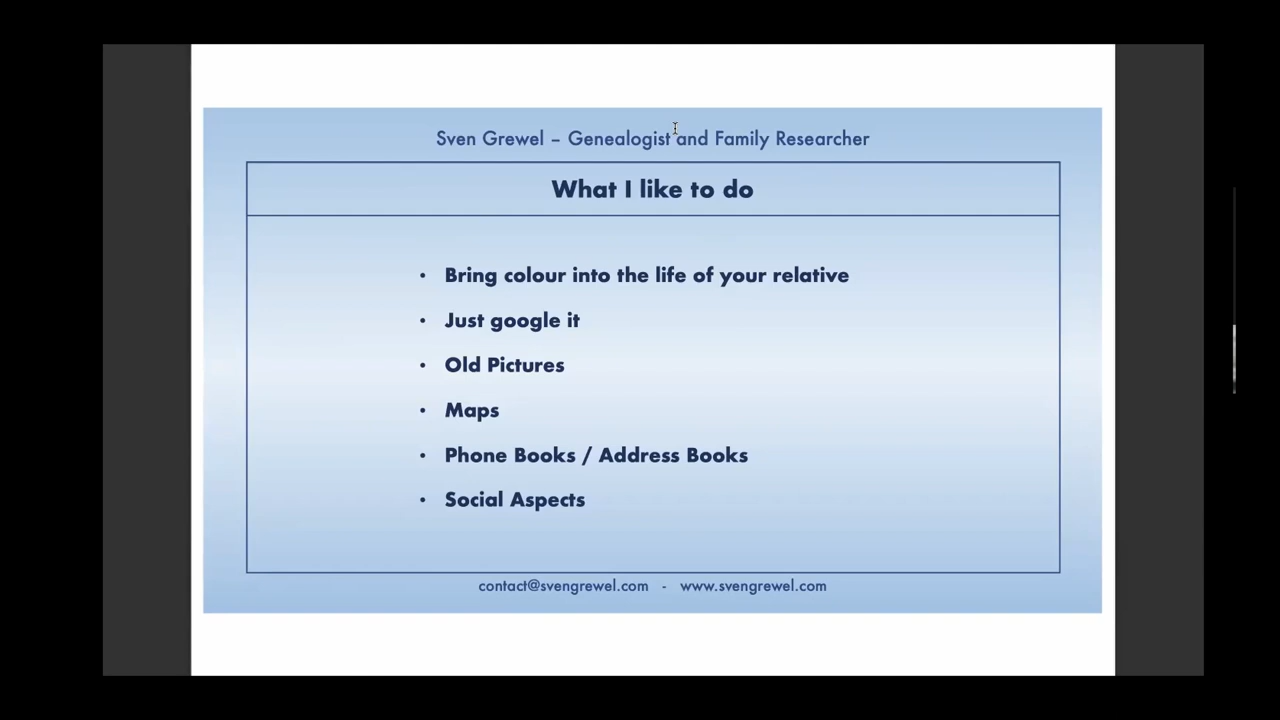 Sven Grewel – Genealogist and Family Researcher
What I like to do
• Bring colour into the life of your relative
• Just google it
• Old Pictures
• Maps
• Phone Books / Address Books
• Social Aspects
contact@svengrewel.com - www.svengrewel.com